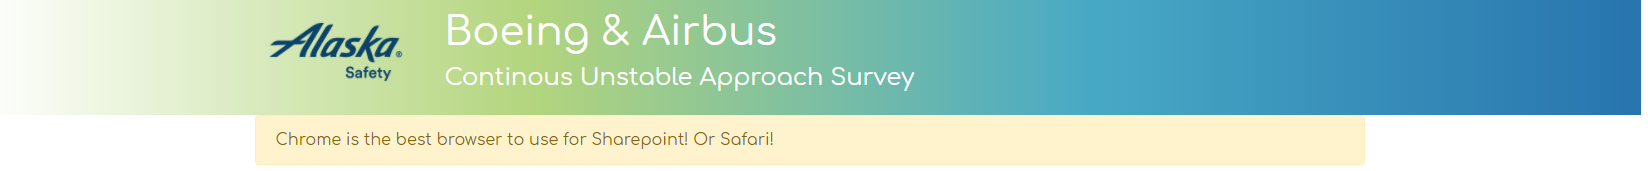 Alaska®
Safety
Boeing & Airbus
Continous Unstable Approach Survey
Chrome is the best browser to use for Sharepoint! Or Safari!